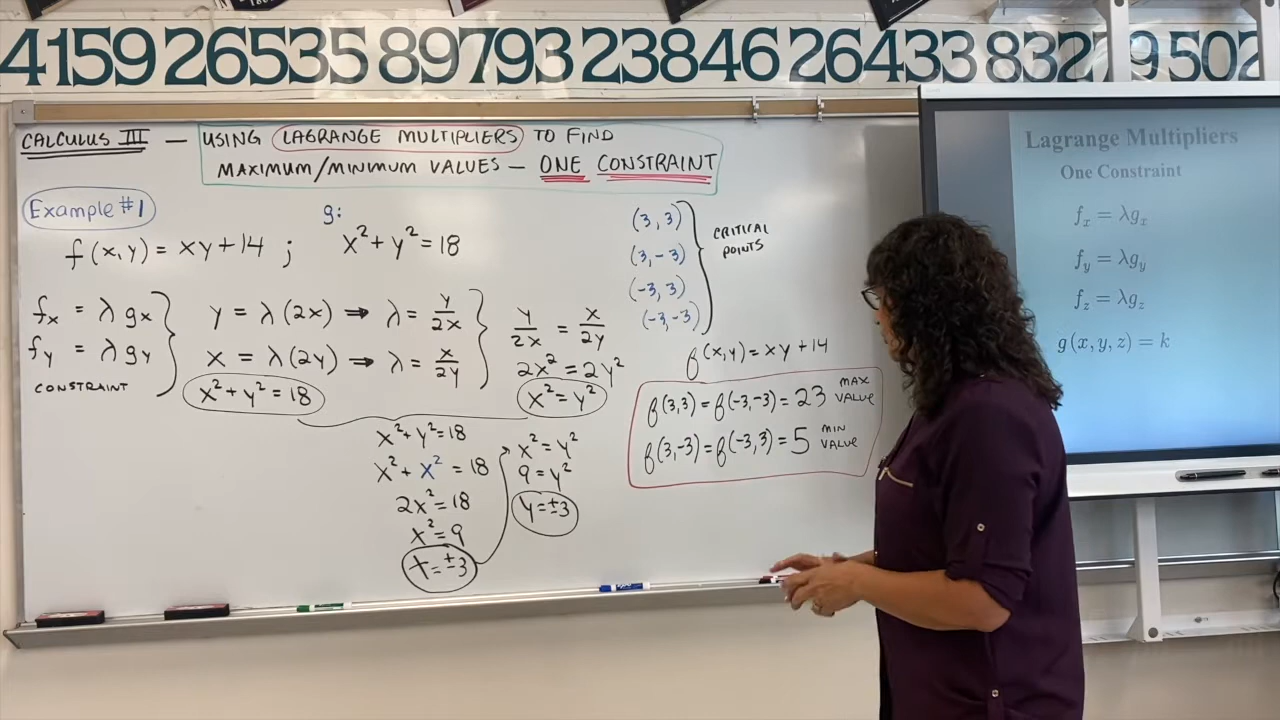 4159 26535 89793 23846 26433 83279 502
CALCULUS III — USING LAGRANGE MULTIPLIERS TO FIND
MAXIMUM/MINIMUM VALUES — ONE CONSTRAINT
Example #1
g:
f(x,y) = xy+14 ; x²+y²=18
fx = λ gx
fy = λ gy
CONSTRAINT
y = λ(2x) → λ = y/2x
x = λ(2y) → λ = x/2y
x²+y²=18
y/2x = x/2y
2x² = 2y²
x² = y²
x²+y²=18
x²+x²=18
2x²=18
x²=9
x=±3
x²=y²
9=y²
y=±3
(3, 3)
(3, -3)
(-3, 3)
(-3, -3)
CRITICAL
POINTS
f(x,y) = xy+14
f(3,3) = f(-3,-3) = 23 MAX VALUE
f(3,-3) = f(-3,3) = 5 MIN VALUE
Lagrange Multipliers
One Constraint
fx = λgx
fy = λgy
fz = λgz
g(x, y, z) = k